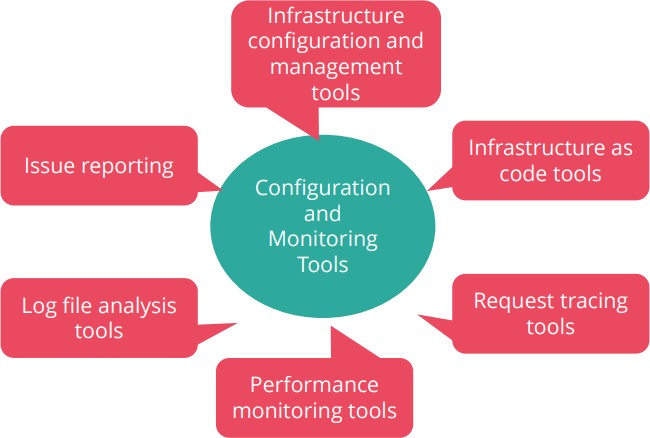 Infrastructure
configuration and
management
tools
Issue reporting
Infrastructure as
code tools
Configuration
and
Monitoring
Tools
Log file analysis
tools
Request tracing
tools
Performance
monitoring tools